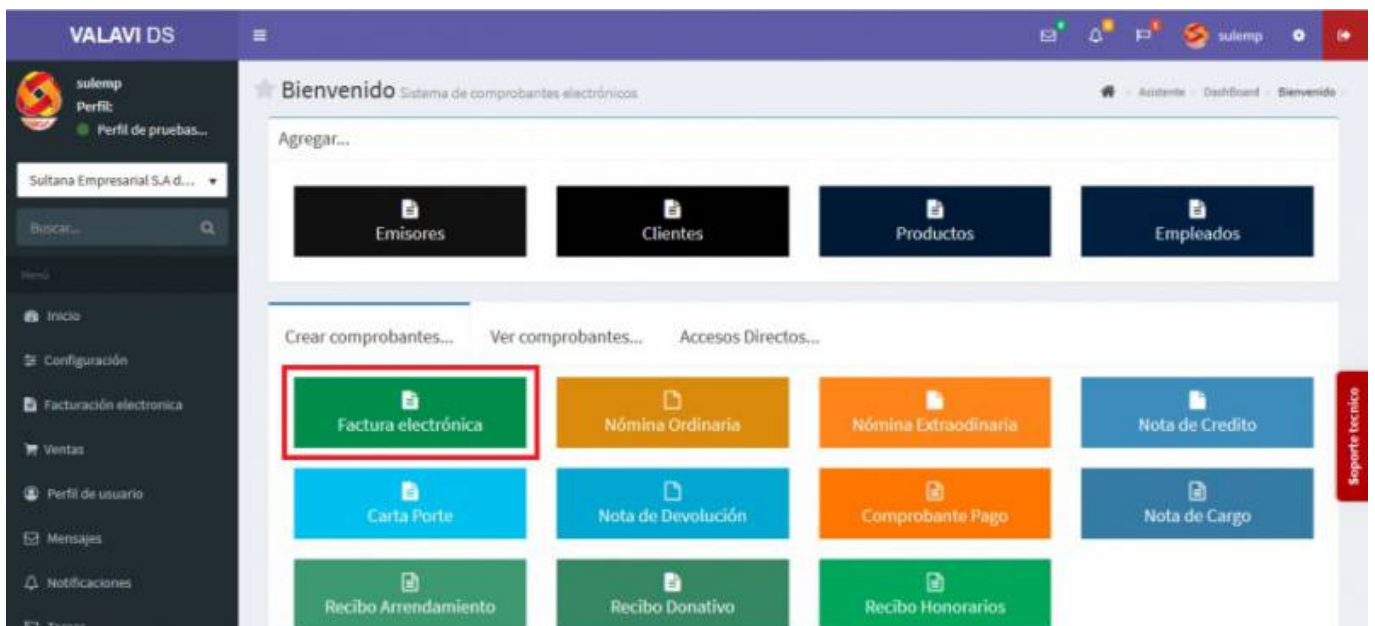 VALAVI DS
sulemp
sulemp
Perfil:
Perfil de pruebas...
Sultana Empresarial S.A d...
Buscar...
Menú
Inicio
Configuración
Facturación electronica
Ventas
Perfil de usuario
Mensajes
Notificaciones
Bienvenido Sistema de comprobantes electrónicos
Asistente - DashBoard - Bienvenido
Agregar...
Emisores
Clientes
Productos
Empleados
Crear comprobantes... Ver comprobantes... Accesos Directos...
Factura electrónica
Nómina Ordinaria
Nómina Extraodinaria
Nota de Credito
Carta Porte
Nota de Devolución
Comprobante Pago
Nota de Cargo
Recibo Arrendamiento
Recibo Donativo
Recibo Honorarios
Soporte tecnico